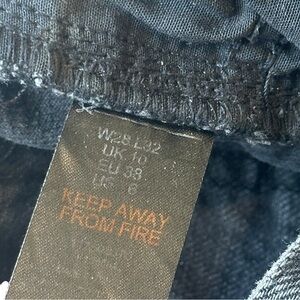 W28 L32
UK 10
EU 38
US 6
KEEP AWAY
FROM FIRE